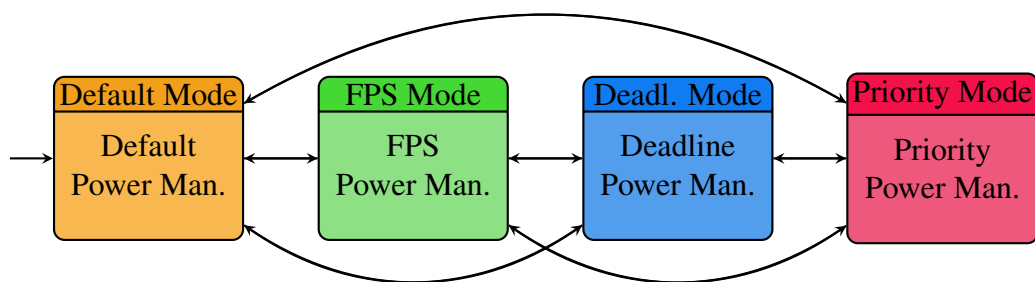 Default Mode
Default
Power Man.
FPS Mode
FPS
Power Man.
Deadl. Mode
Deadline
Power Man.
Priority Mode
Priority
Power Man.